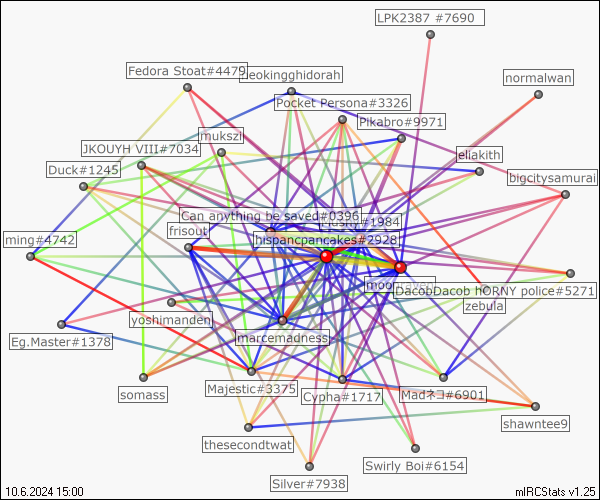 LPK2387 #7690
Fedora Stoat#4479
neokingghidorah
normalwan
Pocket Persona#3326
Pikabro#9971
mukszi
JKOUYH VIII#7034
eliakith
Duck#1245
bigcitysamurai
Can anything be saved#0396
#1984
frisout
hispancpancakes#2928
ming#4742
DacobDacob HORNY police#5271
zebula
yoshimanden
marcemadness
Eg.Master#1378
somass
Majestic#3375
Cypha#1717
Madネコ#6901
shawntee9
thesecondtwat
Swirly Boi#6154
Silver#7938
10.6.2024 15:00
mIRCStats v1.25